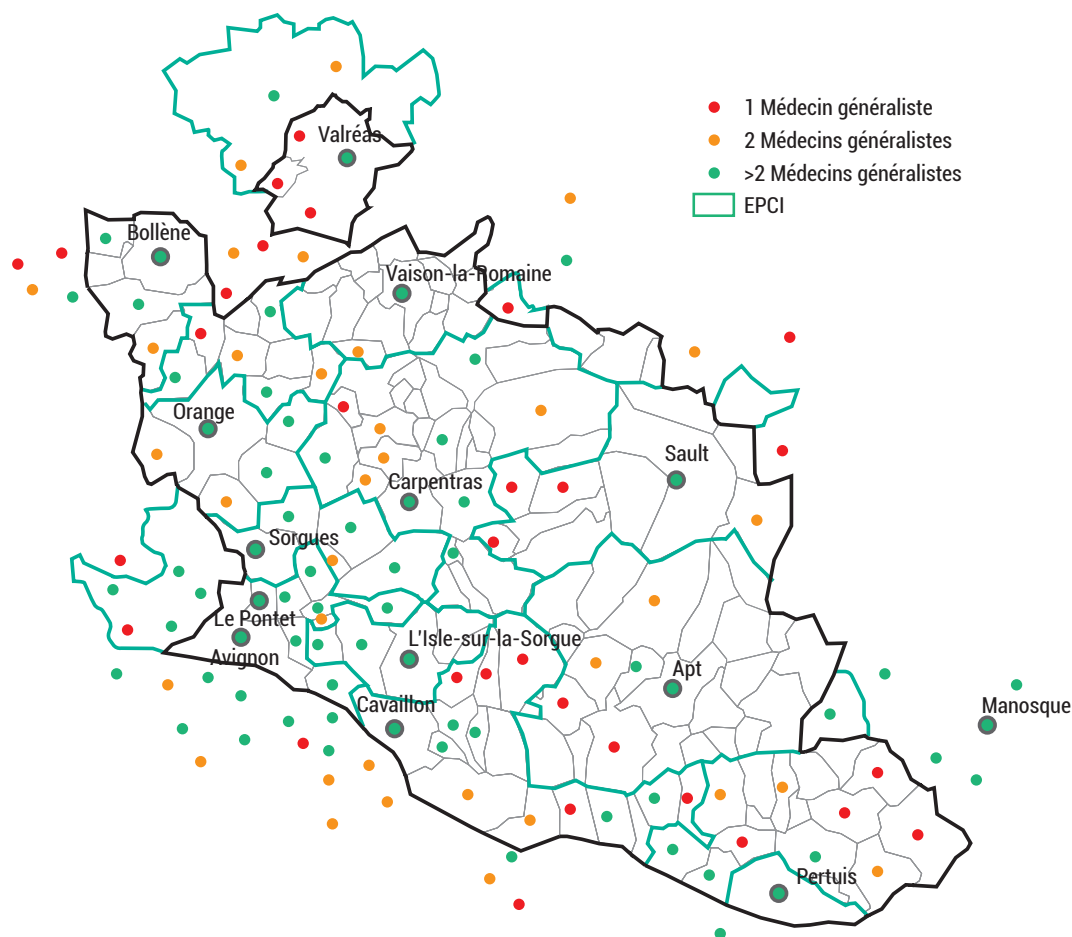 1 Médecin généraliste
Valréas
2 Médecins généralistes
>2 Médecins généralistes
EPCI
Bollène
Vaison-la-Romaine
Orange
Sault
Carpentras
Sorgues
Le Pontet
L'Isle-sur-la-Sorgue
Avignon
Apt
Cavaillon
Manosque
Pertuis